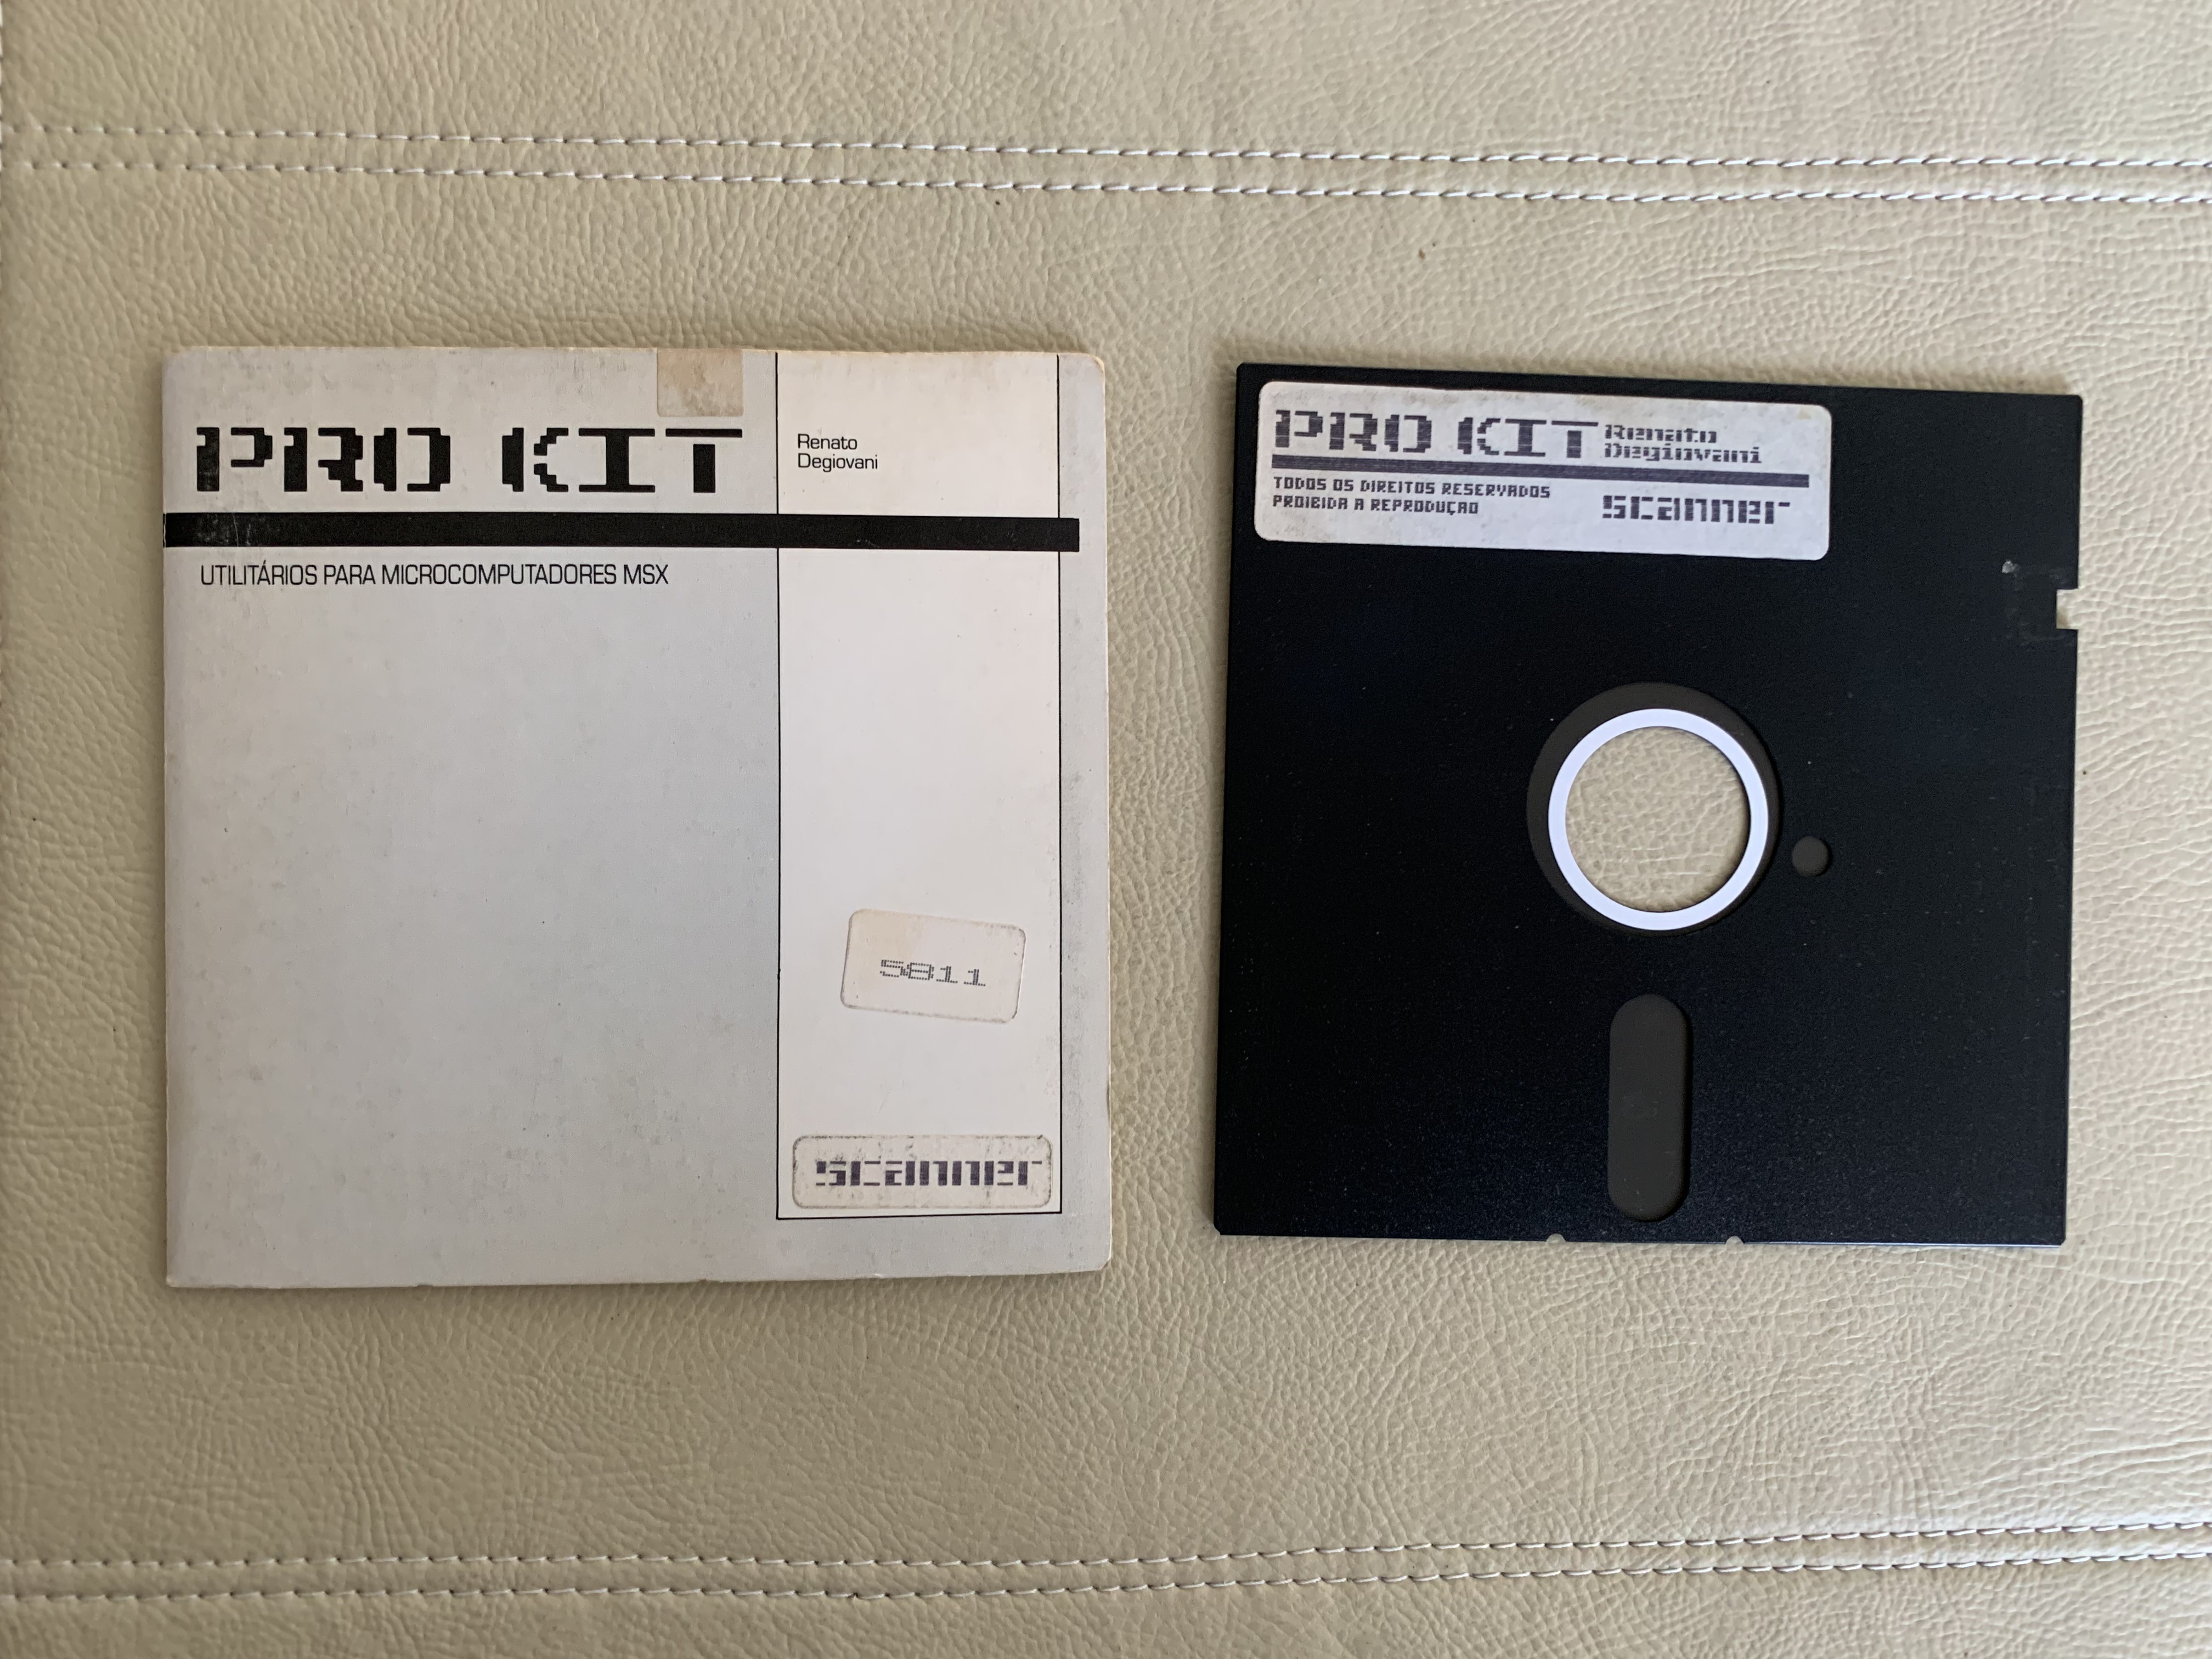 PRO KIT
Renato
Degiovani
UTILITÁRIOS PARA MICROCOMPUTADORES MSX
5811
scanner
PRO KIT Renato
Degiovani
TODOS OS DIREITOS RESERVADOS
PROIBIDA A REPRODUÇÃO
scanner